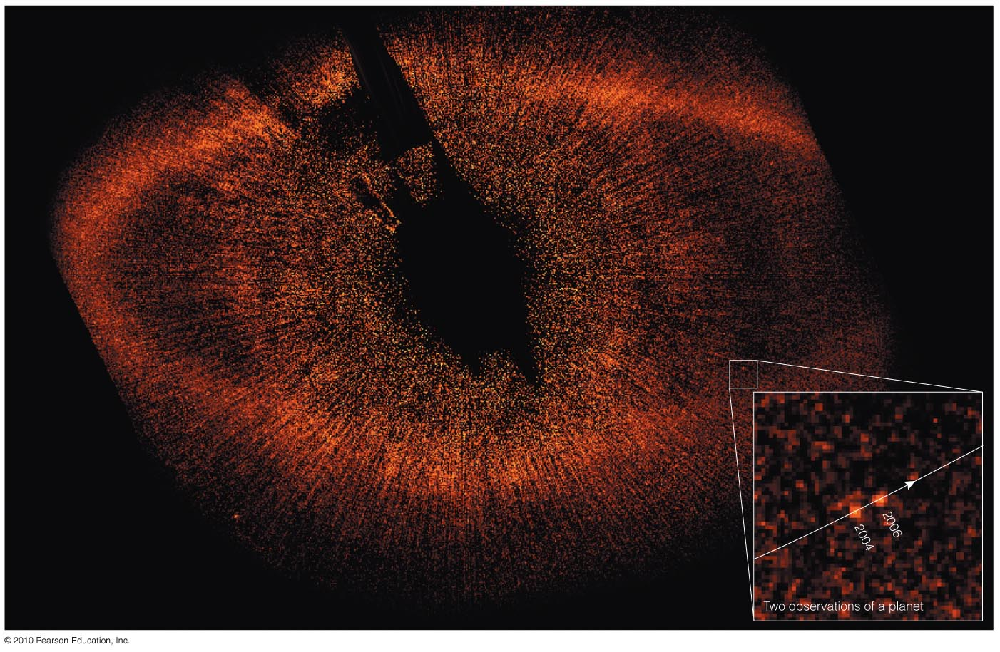 2004
2006
Two observations of a planet
© 2010 Pearson Education, Inc.